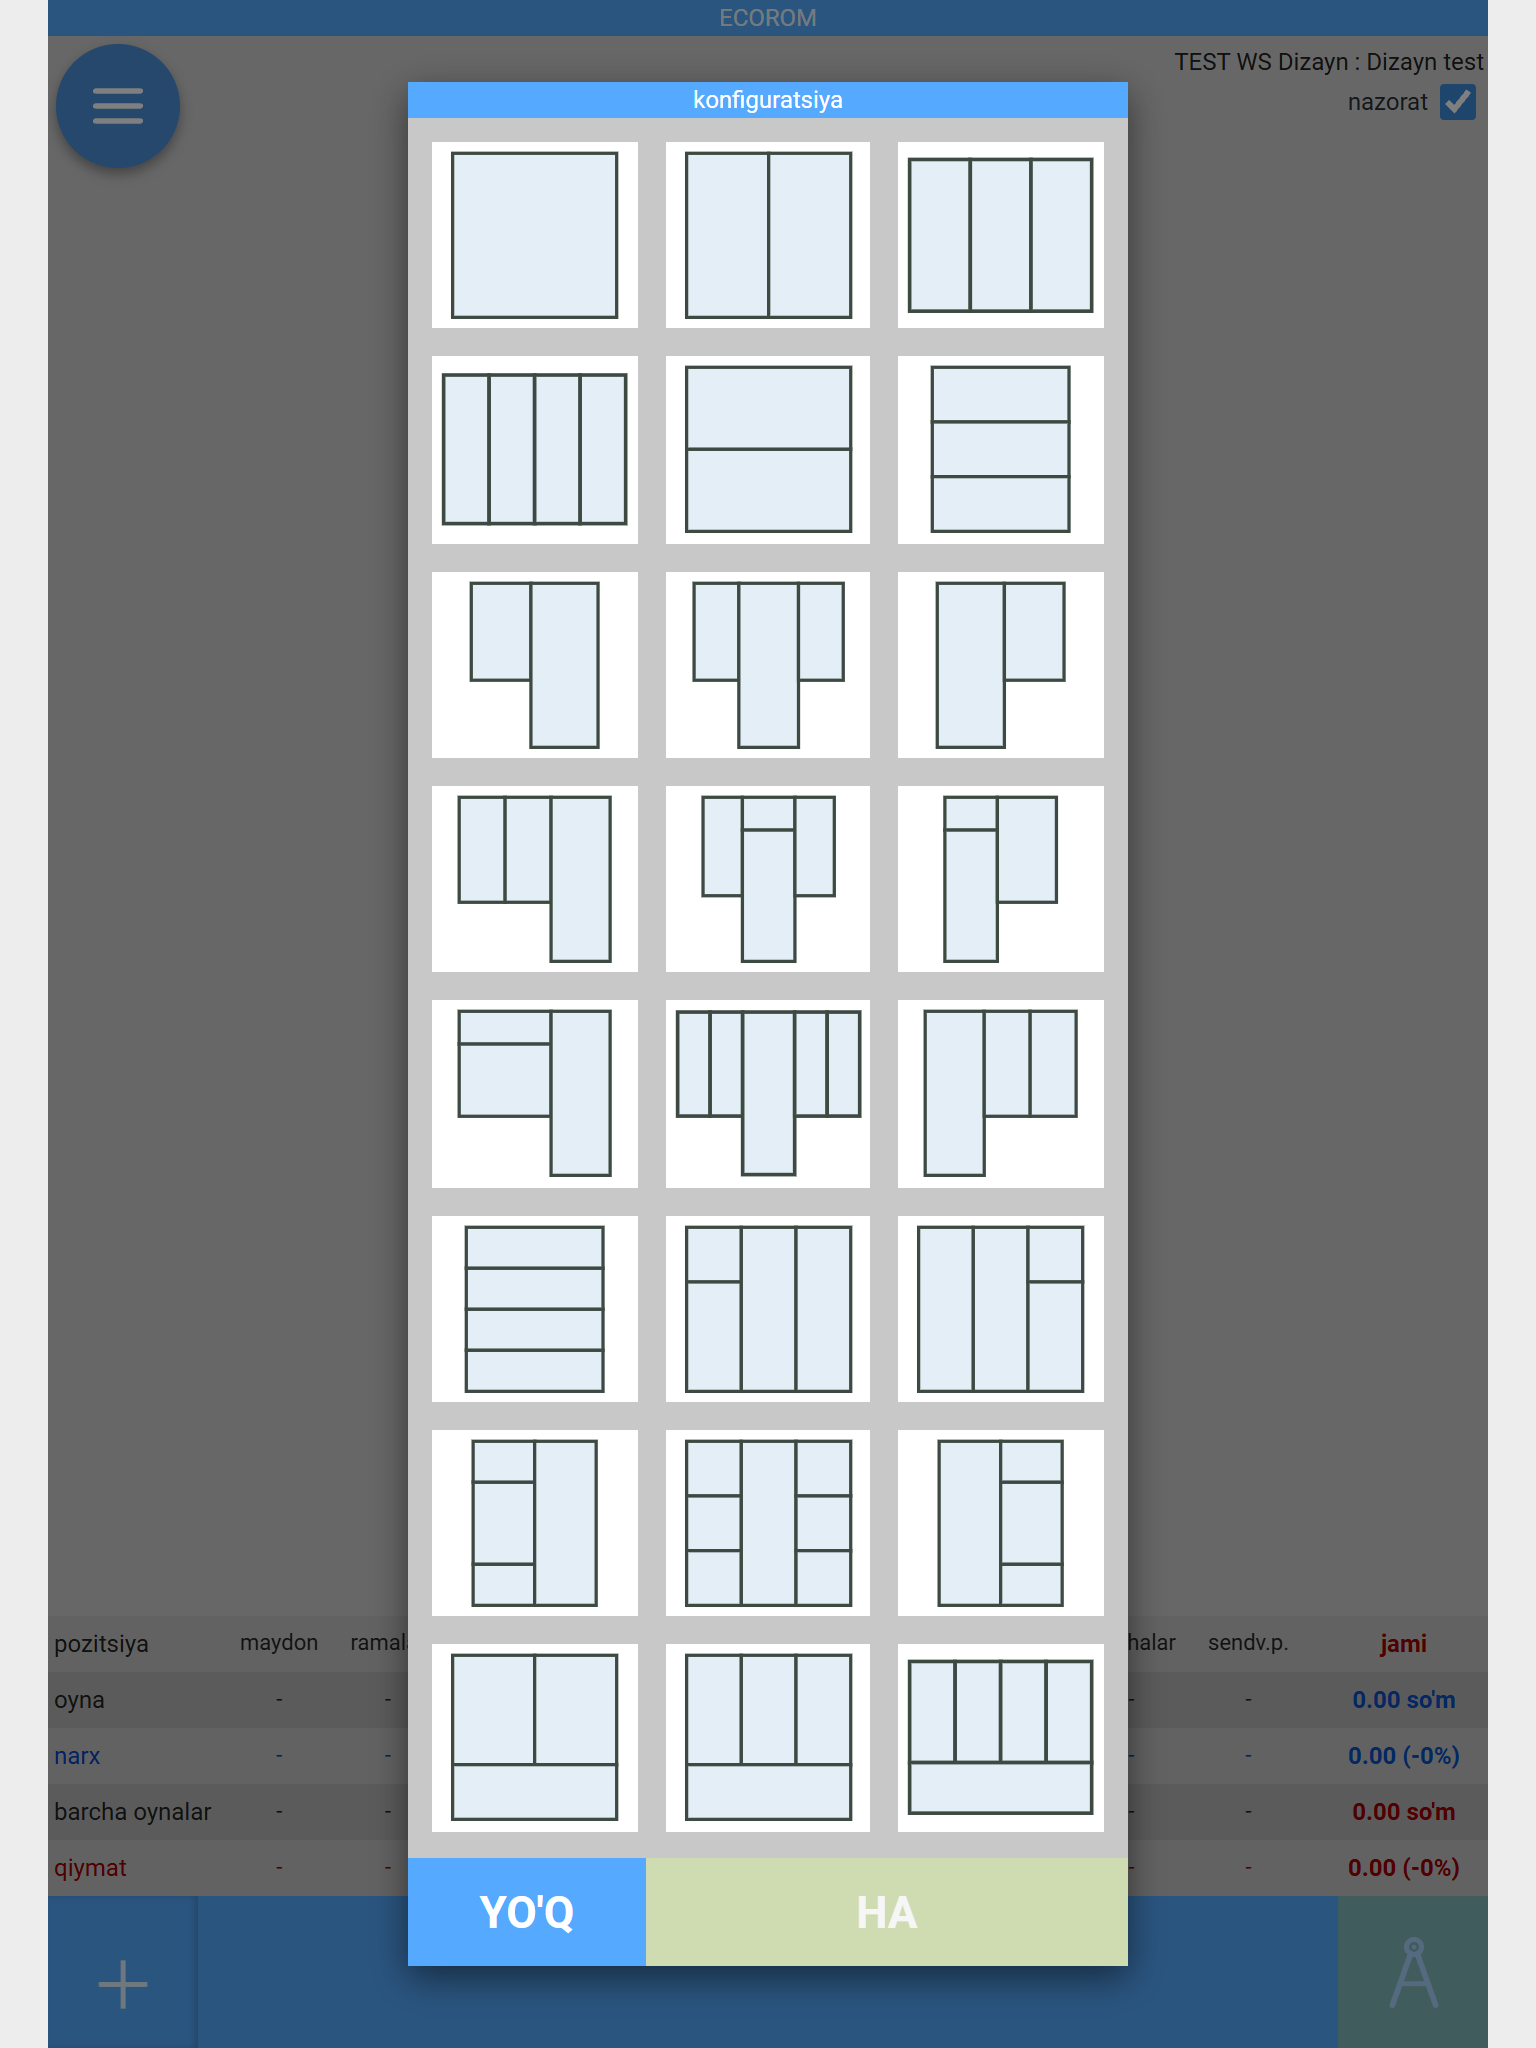 ECOROM
TEST WS Dizayn : Dizayn test
nazorat
konfiguratsiya
pozitsiya maydon halar sendv.p. jami
oyna - - - - 0.00 so'm
narx - - - - 0.00 (-0%)
barcha oynalar - - - - 0.00 so'm
qiymat - - - - 0.00 (-0%)
YO'Q HA